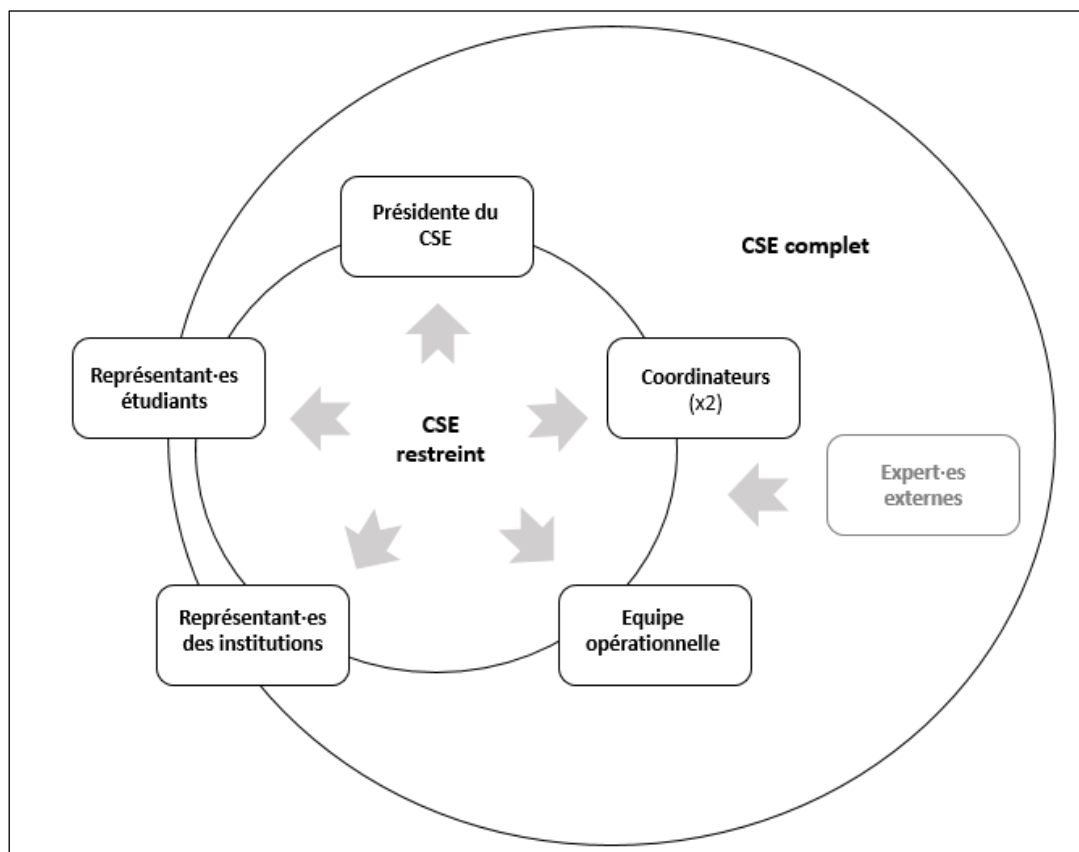 Présidente du
CSE
CSE complet
Représentant·es
étudiants
Coordinateurs
(x2)
CSE
restreint
Expert·es
externes
Représentant·es
des institutions
Equipe
opérationnelle